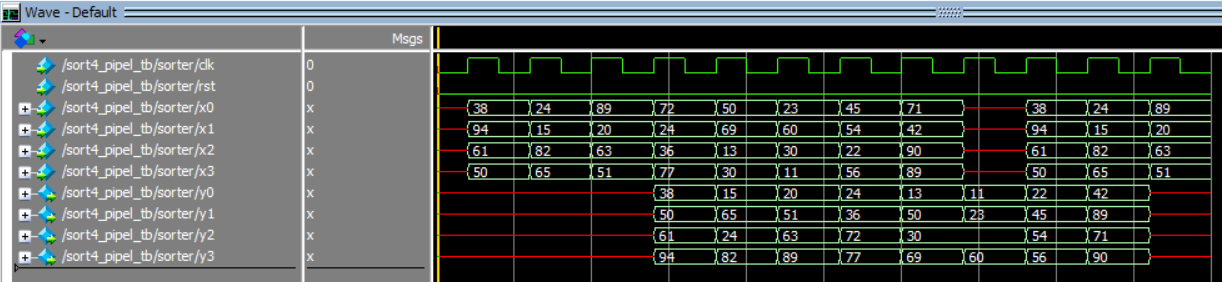 Wave - Default
Msgs
/sort4_pipel_tb/sorter/clk 0
/sort4_pipel_tb/sorter/rst 0
/sort4_pipel_tb/sorter/x0 x 38 24 89 72 50 23 45 71 38 24 89
/sort4_pipel_tb/sorter/x1 x 94 15 20 24 69 60 54 42 94 15 20
/sort4_pipel_tb/sorter/x2 x 61 82 63 36 13 30 22 90 61 82 63
/sort4_pipel_tb/sorter/x3 x 50 65 51 77 30 11 56 89 50 65 51
/sort4_pipel_tb/sorter/y0 x 38 15 20 24 13 11 22 42
/sort4_pipel_tb/sorter/y1 x 50 65 51 36 50 23 45 89
/sort4_pipel_tb/sorter/y2 x 61 24 63 72 30 54 71
/sort4_pipel_tb/sorter/y3 x 94 82 89 77 69 60 56 90